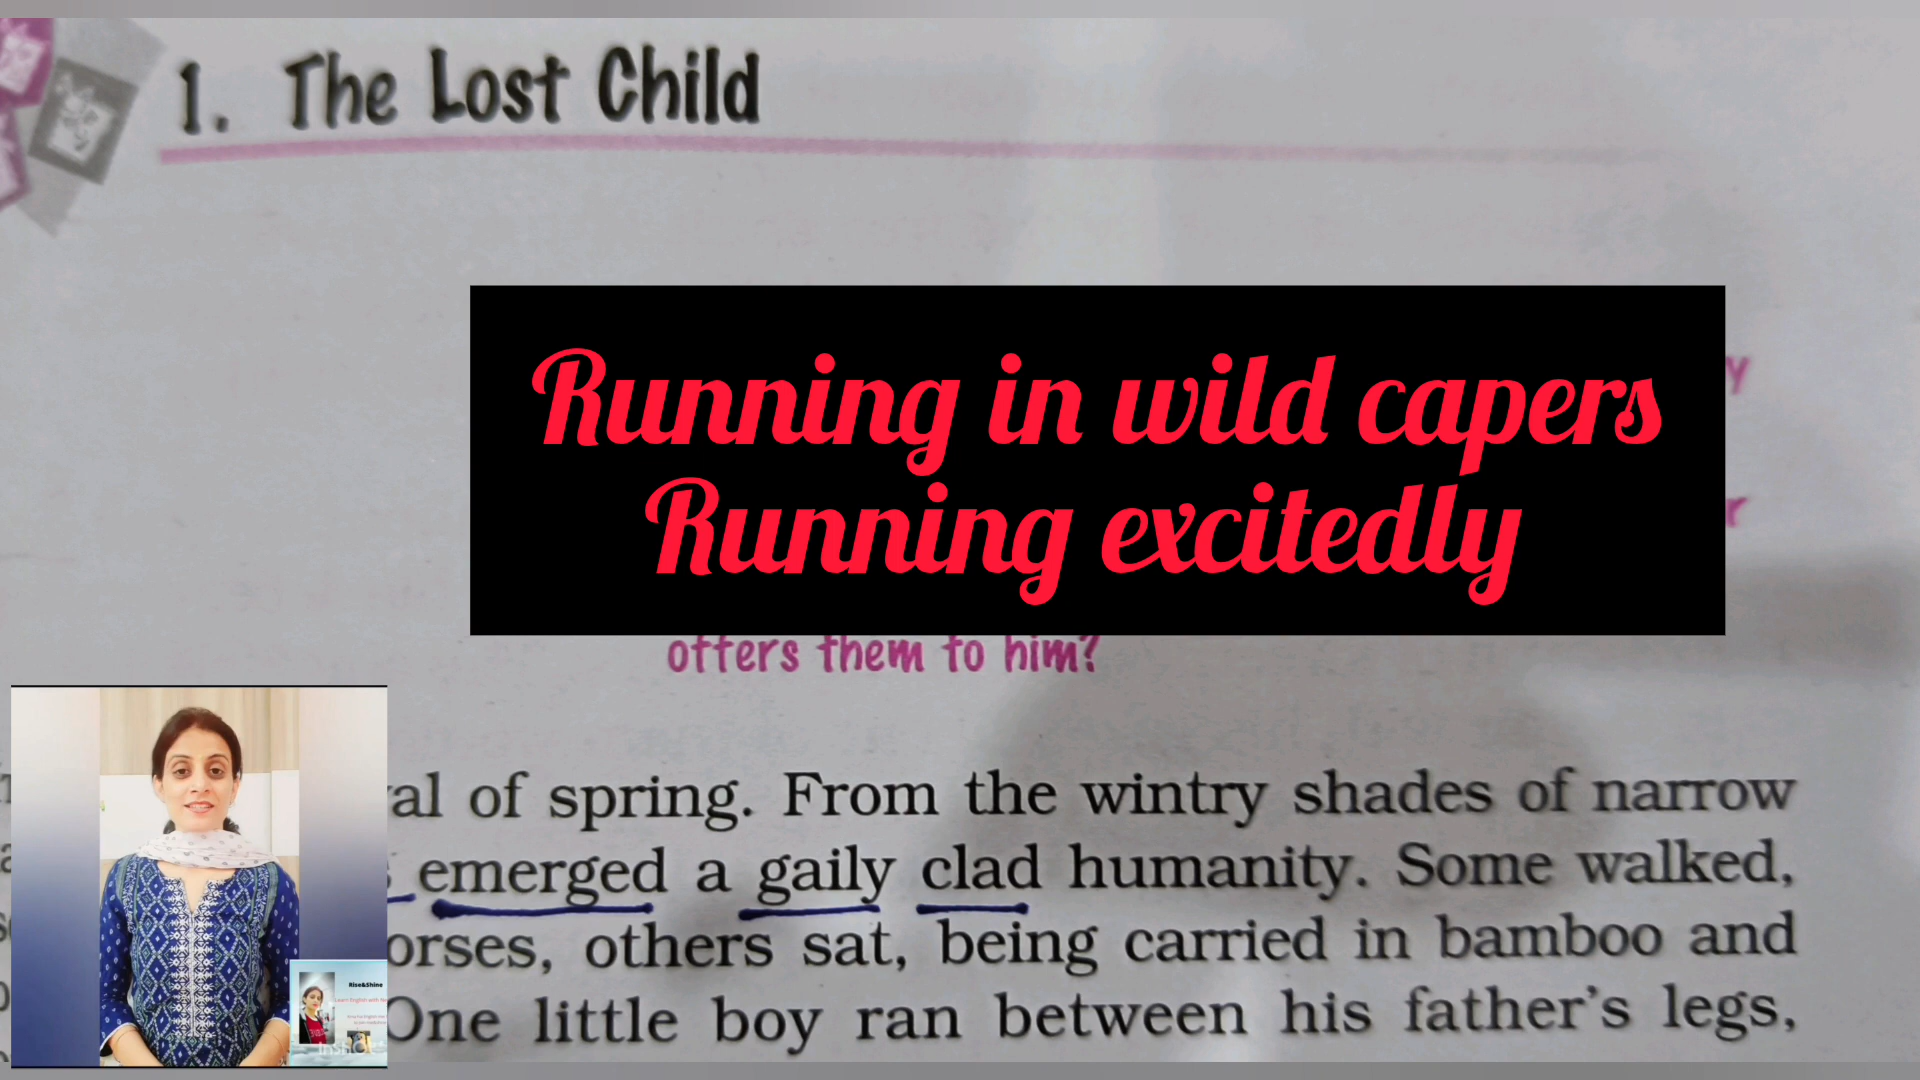 1. The Lost Child
Running in wild capers
Running excitedly
offers them to him?
of spring. From the wintry shades of narrow
emerged a gaily clad humanity. Some walked,
others sat, being carried in bamboo and
One little boy ran between his father's legs,
Rise&Shine